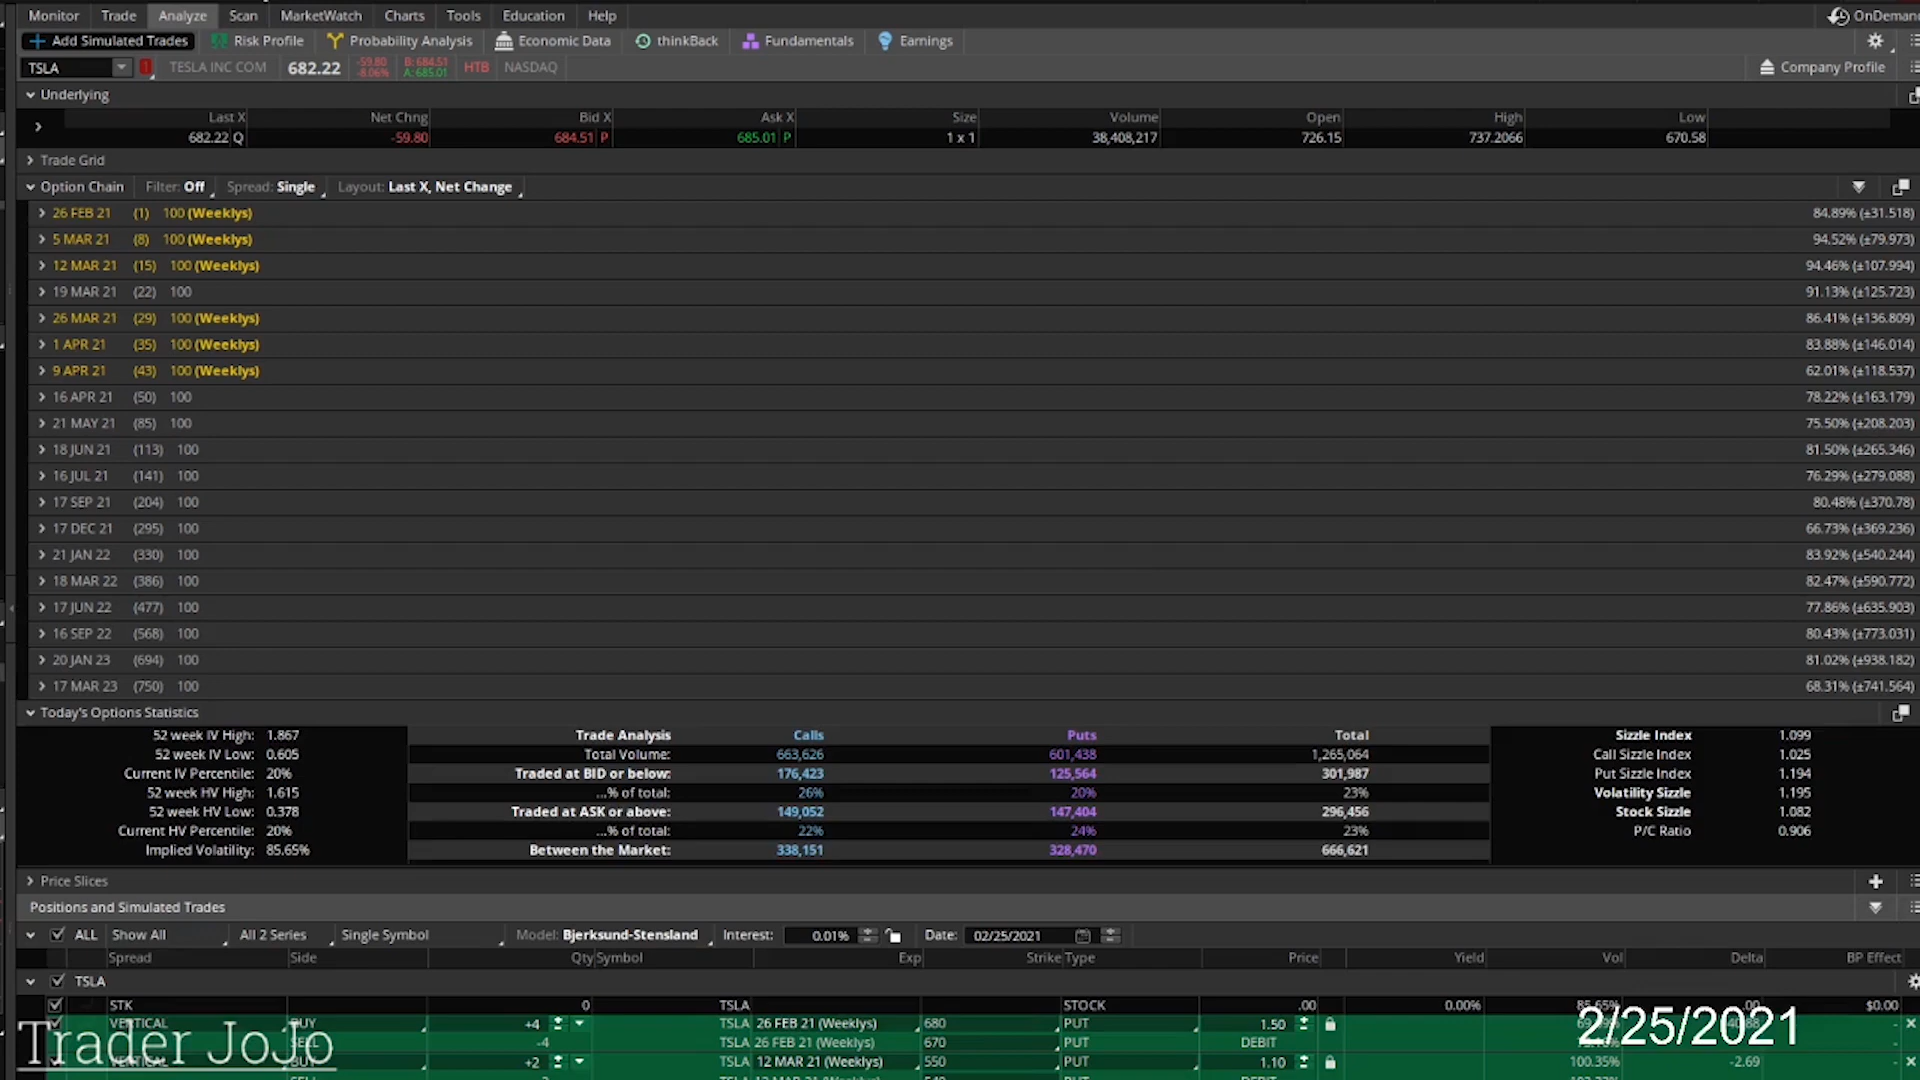 Monitor Trade Analyze Scan MarketWatch Charts Tools Education Help OnDeman
Add Simulated Trades Risk Profile Probability Analysis Economic Data thinkBack Fundamentals Earnings
TSLA 1 TESLA INC COM 682.22 -59.80 -8.06% B: 684.51 A: 685.01 HTB NASDAQ Company Profile
Underlying
Last X Net Chng Bid X Ask X Size Volume Open High Low
682.22 Q -59.80 684.51 P 685.01 P 1 x 1 38,408,217 726.15 737.2066 670.58
Trade Grid
Option Chain Filter: Off Spread: Single Layout: Last X, Net Change
26 FEB 21 (1) 100 (Weeklys) 84.89% (±31.518)
5 MAR 21 (8) 100 (Weeklys) 94.52% (±79.973)
12 MAR 21 (15) 100 (Weeklys) 94.46% (±107.994)
19 MAR 21 (22) 100 91.13% (±125.723)
26 MAR 21 (29) 100 (Weeklys) 86.41% (±136.809)
1 APR 21 (35) 100 (Weeklys) 83.88% (±146.014)
9 APR 21 (43) 100 (Weeklys) 62.01% (±118.537)
16 APR 21 (50) 100 78.22% (±163.179)
21 MAY 21 (85) 100 75.50% (±208.203)
18 JUN 21 (113) 100 81.50% (±265.346)
16 JUL 21 (141) 100 76.29% (±279.088)
17 SEP 21 (204) 100 80.48% (±370.78)
17 DEC 21 (295) 100 66.73% (±369.236)
21 JAN 22 (330) 100 83.92% (±540.244)
18 MAR 22 (386) 100 82.47% (±590.772)
17 JUN 22 (477) 100 77.86% (±635.903)
16 SEP 22 (568) 100 80.43% (±773.031)
20 JAN 23 (694) 100 81.02% (±938.182)
17 MAR 23 (750) 100 68.31% (±741.564)
Today's Options Statistics
52 week IV High: 1.867 Trade Analysis Calls Puts Total Sizzle Index 1.099
52 week IV Low: 0.605 Total Volume: 663,626 601,438 1,265,064 Call Sizzle Index 1.025
Current IV Percentile: 20% Traded at BID or below: 176,423 125,564 301,987 Put Sizzle Index 1.194
52 week HV High: 1.615 ...% of total: 26% 20% 23% Volatility Sizzle 1.195
52 week HV Low: 0.378 Traded at ASK or above: 149,052 147,404 296,456 Stock Sizzle 1.082
Current HV Percentile: 20% ...% of total: 22% 24% 23% P/C Ratio 0.906
Implied Volatility: 85.65% Between the Market: 338,151 328,470 666,621
Price Slices
Positions and Simulated Trades
ALL Show All All 2 Series Single Symbol Model: Bjerksund-Stensland Interest: 0.01% Date: 02/25/2021
Spread Side Qty Symbol Exp Strike Type Price Yield Vol Delta BP Effect
TSLA
STK 0 TSLA STOCK .00 0.00% 85.65% .00 $0.00
VERTICAL BUY +4 TSLA 26 FEB 21 (Weeklys) 680 PUT 1.50
SELL -4 TSLA 26 FEB 21 (Weeklys) 670 PUT DEBIT
VERTICAL BUY +2 TSLA 12 MAR 21 (Weeklys) 550 PUT 1.10 100.35% -2.69
Trader JoJo
2/25/2021